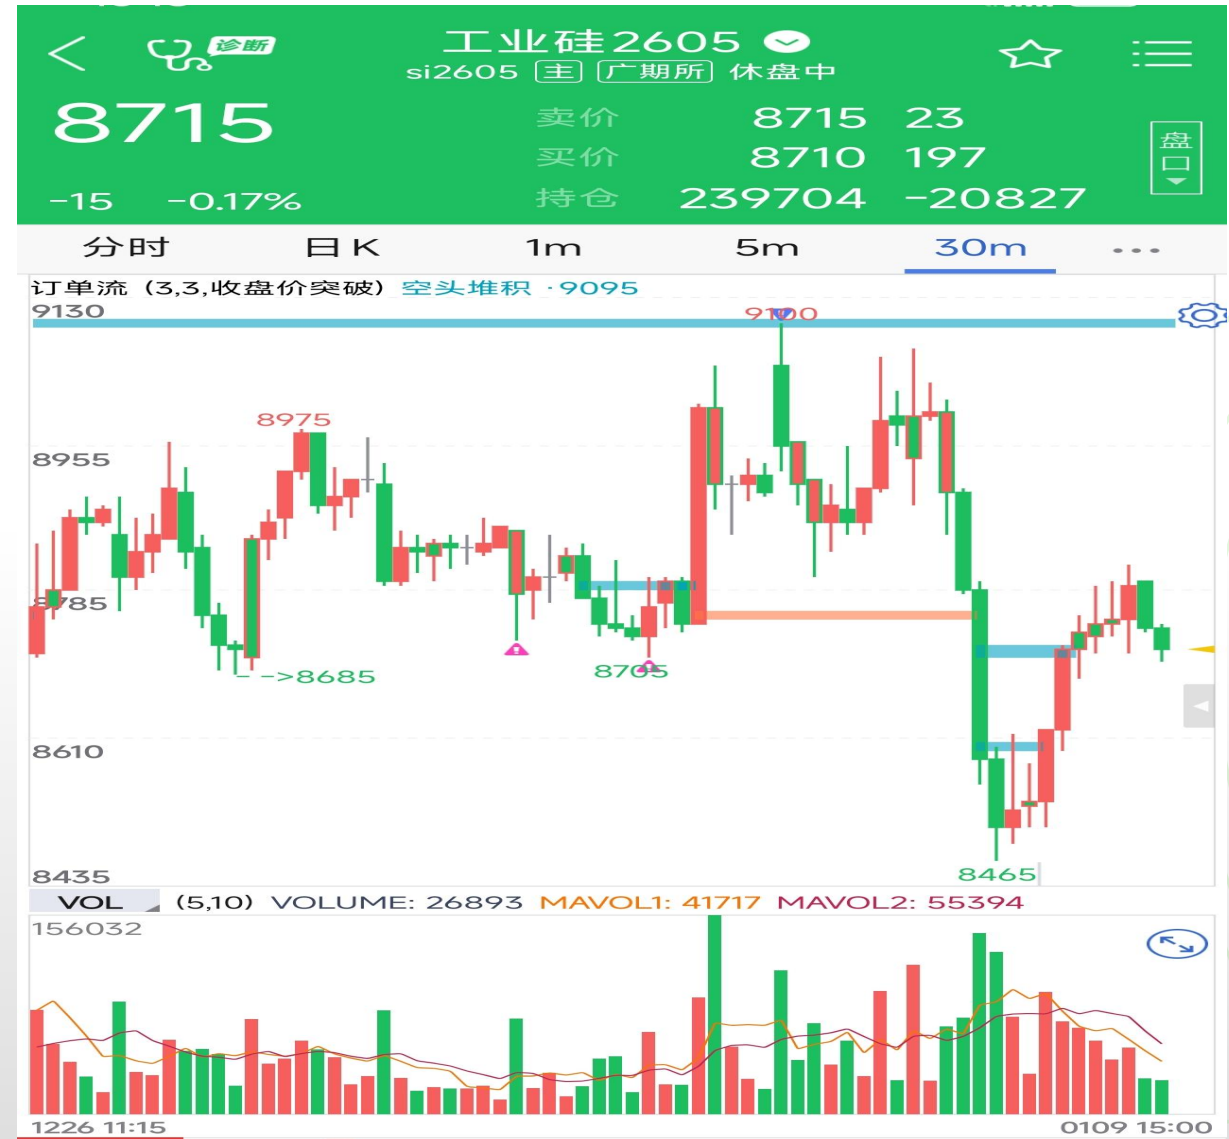 诊断
工业硅2605
si2605 主 广期所 休盘中
8715
卖价 8715 23
买价 8710 197
-15 -0.17%
持仓 239704 -20827
盘口
分时 日K 1m 5m 30m
订单流 (3,3,收盘价突破) 空头堆积 ·9095
9130
9100
8975
8955
8785
- ->8685
8705
8610
8465
8435
VOL (5,10) VOLUME: 26893 MAVOL1: 41717 MAVOL2: 55394
156032
1226 11:15 0109 15:00